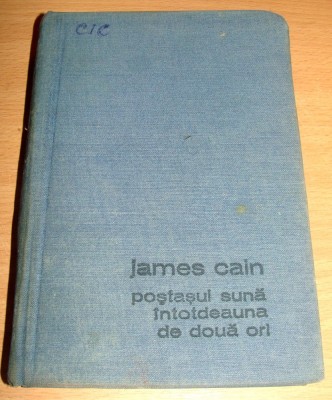 CIC
james cain
poştaşul sună
întotdeauna
de două ori